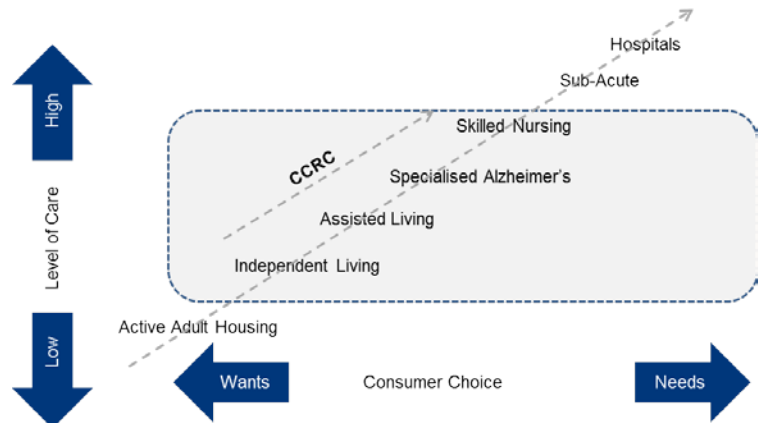 Hospitals
Sub-Acute
High
Skilled Nursing
CCRC
Specialised Alzheimer's
Level of Care
Assisted Living
Independent Living
Active Adult Housing
Low
Wants
Consumer Choice
Needs